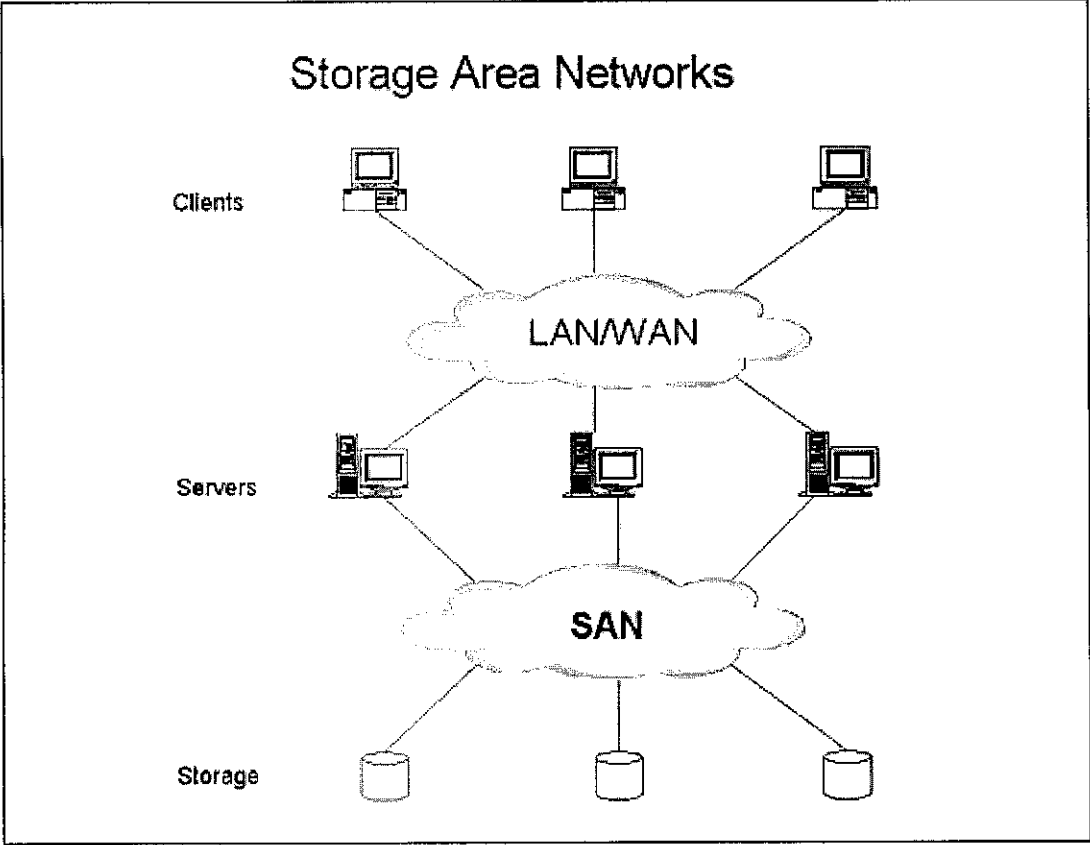 Storage Area Networks
Clients
LAN/WAN
Servers
SAN
Storage